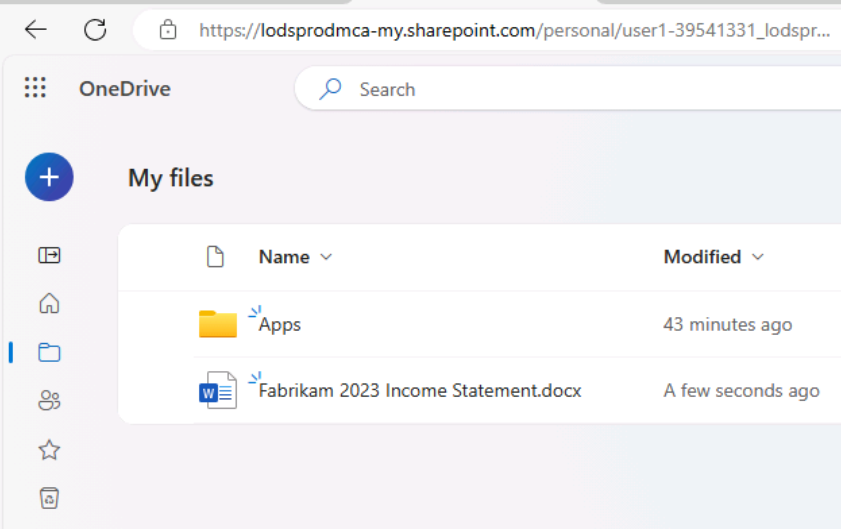 https://lodsprodmca-my.sharepoint.com/personal/user1-39541331_lodspr...
OneDrive
Search
My files
Name
Modified
Apps
43 minutes ago
Fabrikam 2023 Income Statement.docx
A few seconds ago